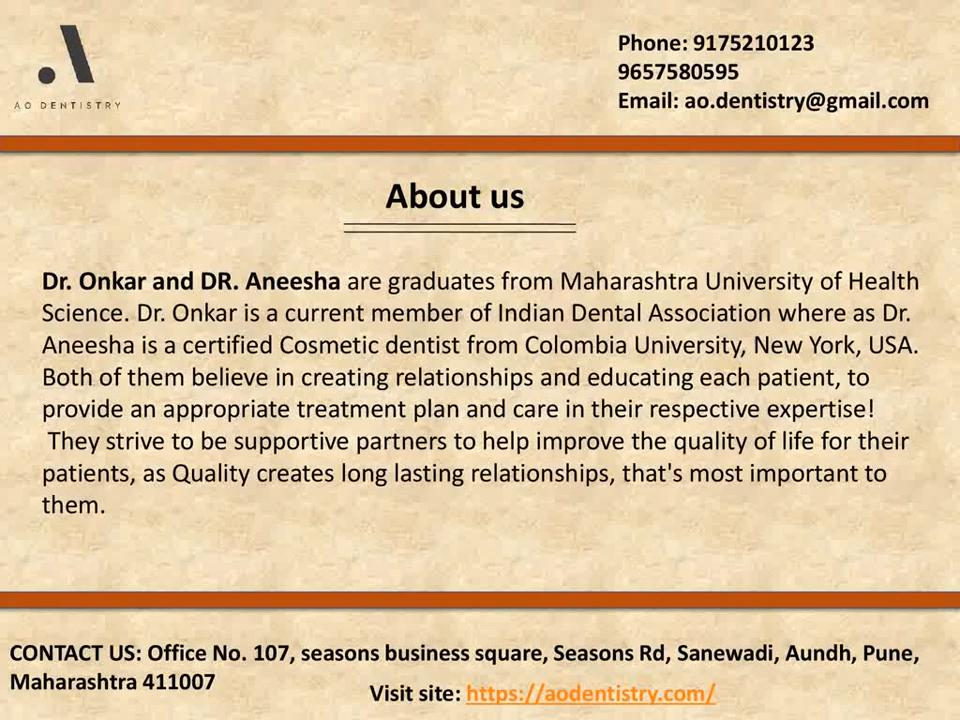 AO DENTISTRY
Phone: 9175210123
9657580595
Email: ao.dentistry@gmail.com
About us
Dr. Onkar and DR. Aneesha are graduates from Maharashtra University of Health
Science. Dr. Onkar is a current member of Indian Dental Association where as Dr.
Aneesha is a certified Cosmetic dentist from Colombia University, New York, USA.
Both of them believe in creating relationships and educating each patient, to
provide an appropriate treatment plan and care in their respective expertise!
They strive to be supportive partners to help improve the quality of life for their
patients, as Quality creates long lasting relationships, that's most important to
them.
CONTACT US: Office No. 107, seasons business square, Seasons Rd, Sanewadi, Aundh, Pune,
Maharashtra 411007
Visit site: https://aodentistry.com/